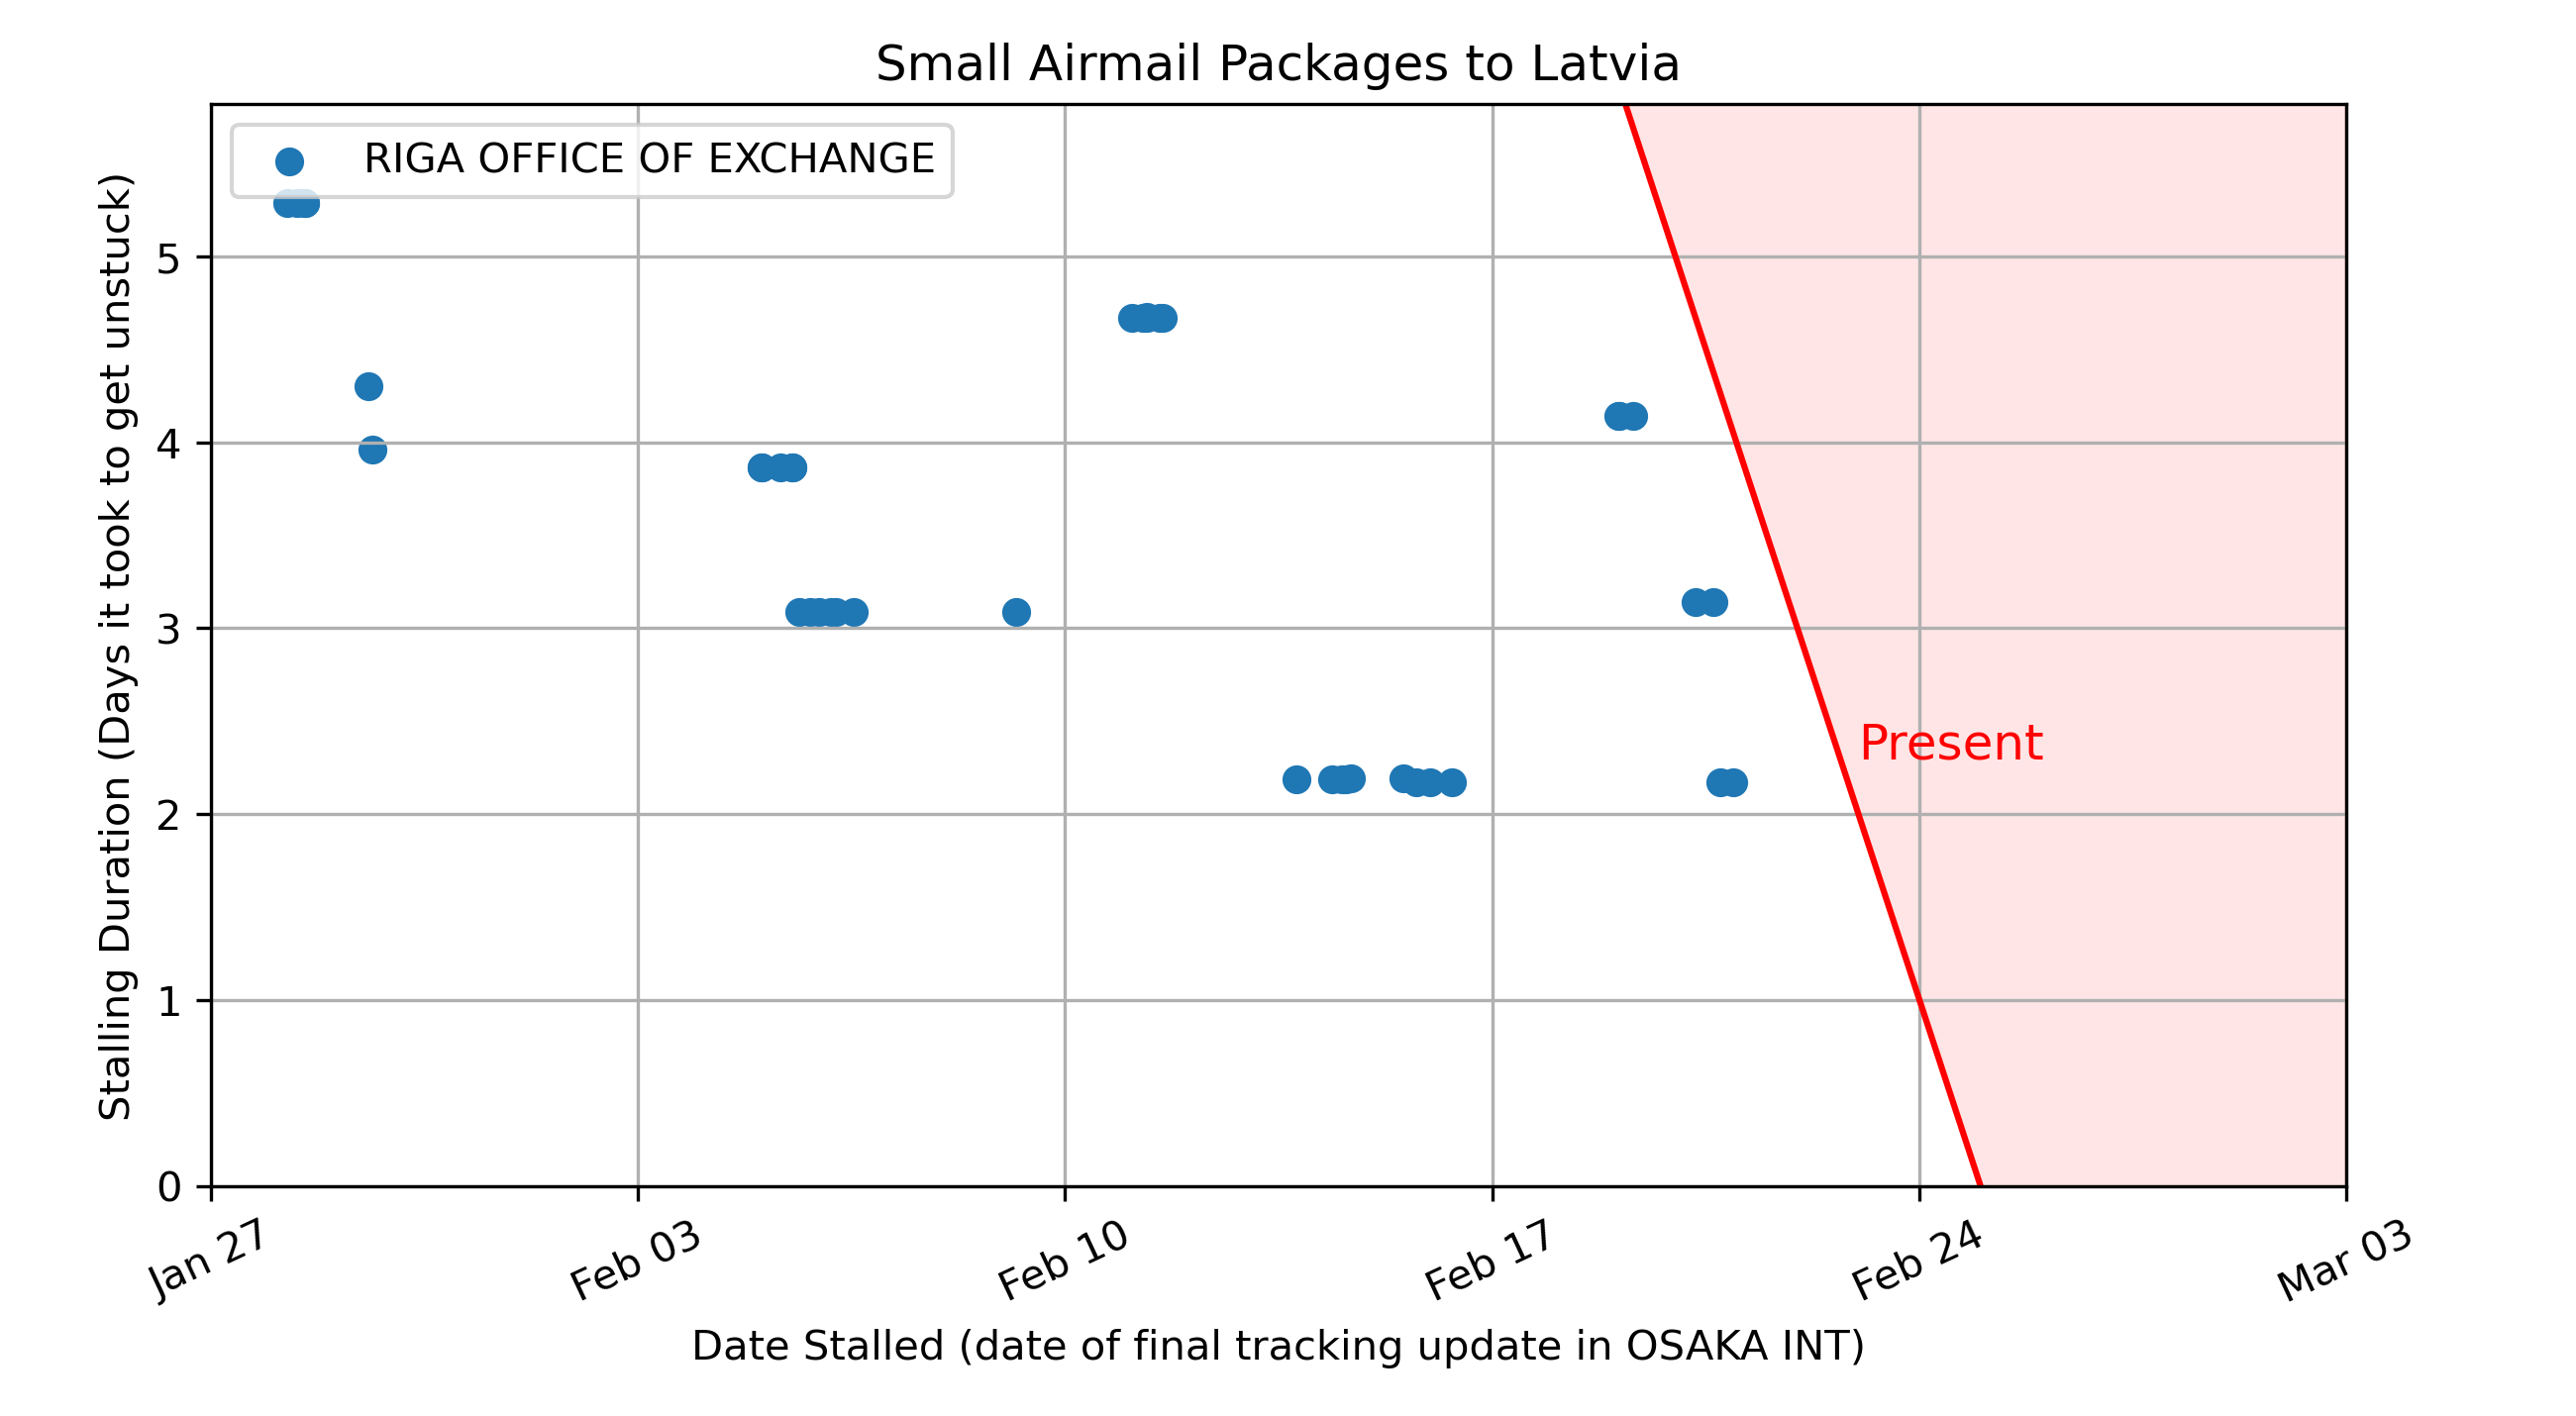 Small Airmail Packages to Latvia
RIGA OFFICE OF EXCHANGE
Stalling Duration (Days it took to get unstuck)
5
4
3
2
1
0
Present
Jan 27
Feb 03
Feb 10
Feb 17
Feb 24
Mar 03
Date Stalled (date of final tracking update in OSAKA INT)